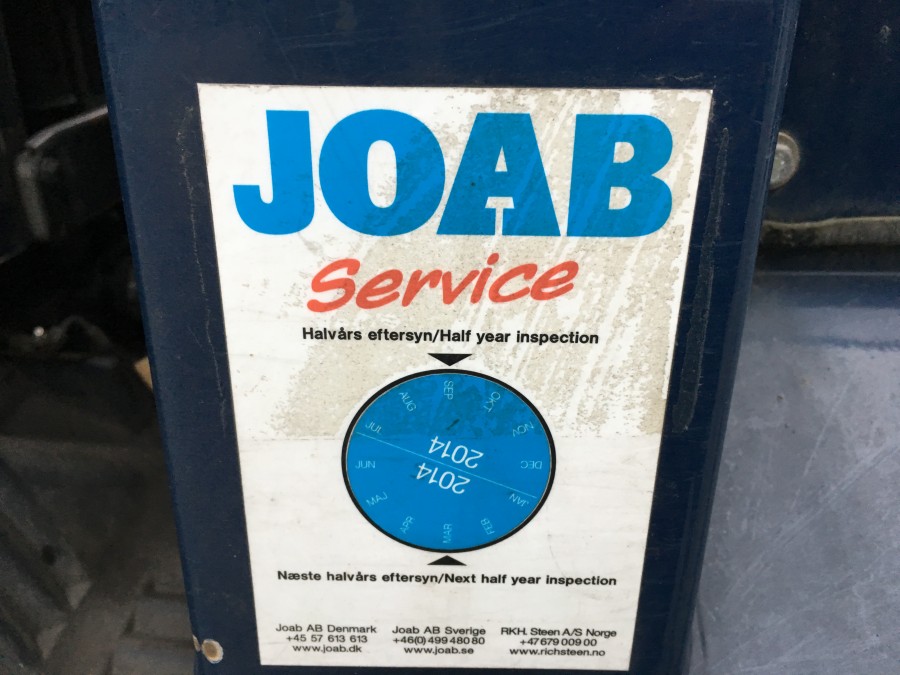 JOAB
Service
Halvårs eftersyn/Half year inspection
SEP
OKT
NOV
DEC
JAN
FEB
MAR
APR
MAJ
JUN
JUL
AUG
2014
2014
Næste halvårs eftersyn/Next half year inspection
Joab AB Denmark
+45 57 613 613
www.joab.dk
Joab AB Sverige
+46(0) 499 480 80
www.joab.se
RKH. Steen A/S Norge
+47 679 009 00
www.richsteen.no